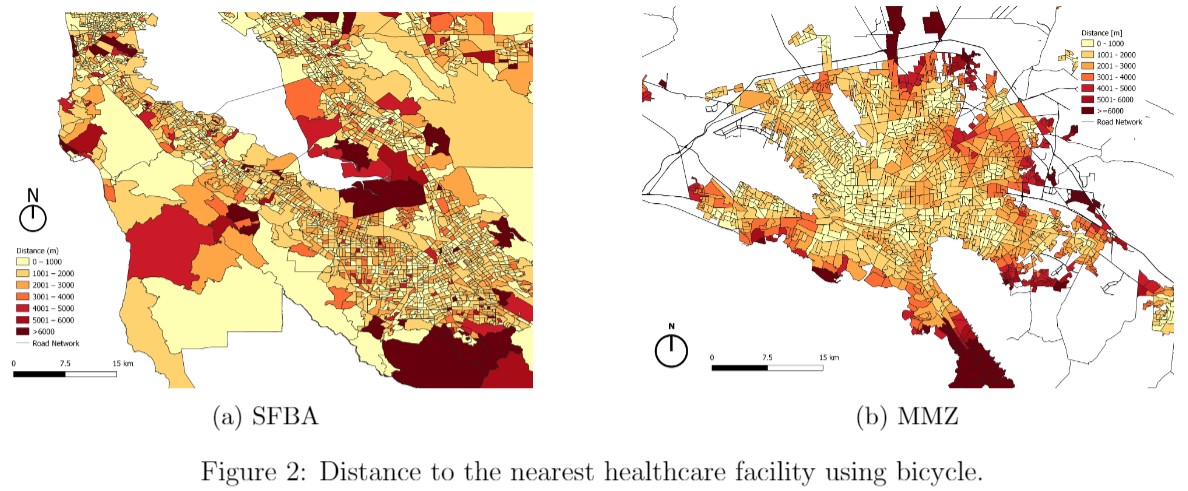 N
Distance (m)
0 – 1000
1001 – 2000
2001 – 3000
3001 – 4000
4001 – 5000
5001 – 6000
>6000
Road Network
0 7.5 15 km
Distance [m]
0 - 1000
1001 - 2000
2001 - 3000
3001 - 4000
4001 - 5000
5001- 6000
>=6000
Road Network
N
0 7.5 15 km
(a) SFBA
(b) MMZ
Figure 2: Distance to the nearest healthcare facility using bicycle.